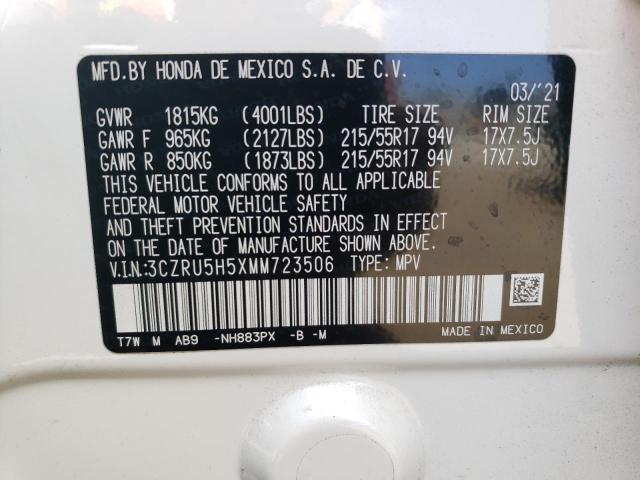 MFD.BY HONDA DE MEXICO S.A. DE C.V.
03/'21
GVWR 1815KG (4001LBS) TIRE SIZE RIM SIZE
GAWR F 965KG (2127LBS) 215/55R17 94V 17X7.5J
GAWR R 850KG (1873LBS) 215/55R17 94V 17X7.5J
THIS VEHICLE CONFORMS TO ALL APPLICABLE
FEDERAL MOTOR VEHICLE SAFETY
AND THEFT PREVENTION STANDARDS IN EFFECT
ON THE DATE OF MANUFACTURE SHOWN ABOVE.
V.I.N:3CZRU5H5XMM723506 TYPE: MPV
T7W M AB9 -NH883PX -B -M
MADE IN MEXICO